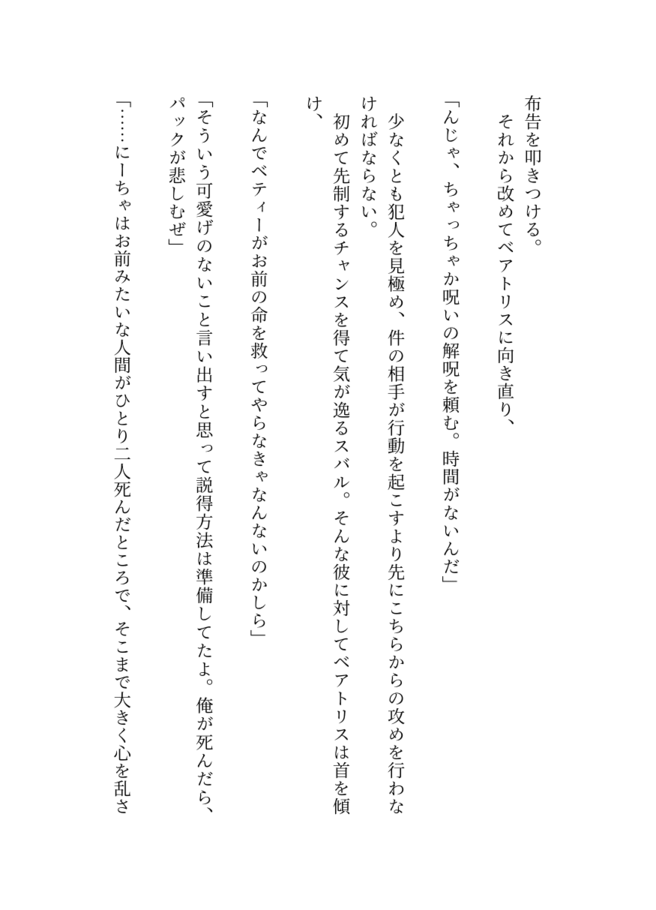 布告を叩きつける。
　それから改めてベアトリスに向き直り、
「んじゃ、ちゃっちゃか呪いの解呪を頼む。時間がないんだ」
　少なくとも犯人を見極め、件の相手が行動を起こすより先にこちらからの攻めを行わな
ければならない。
　初めて先制するチャンスを得て気が逸るスバル。そんな彼に対してベアトリスは首を傾
け、
「なんでベティーがお前の命を救ってやらなきゃなんないのかしら」
「そういう可愛げのないこと言い出すと思って説得方法は準備してたよ。俺が死んだら、
パックが悲しむぜ」
「……にーちゃはお前みたいな人間がひとり二人死んだところで、そこまで大きく心を乱さ